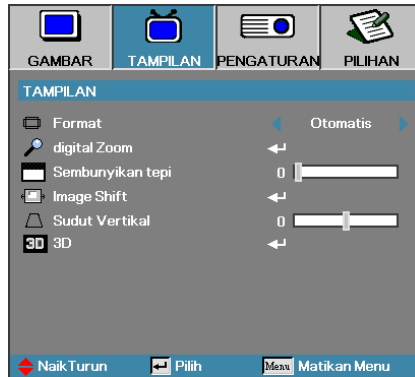 GAMBAR TAMPILAN PENGATURAN PILIHAN
TAMPILAN
Format Otomatis
digital Zoom
Sembunyikan tepi 0
Image Shift
Sudut Vertikal 0
3D 3D
NaikTurun Pilih Menu Matikan Menu